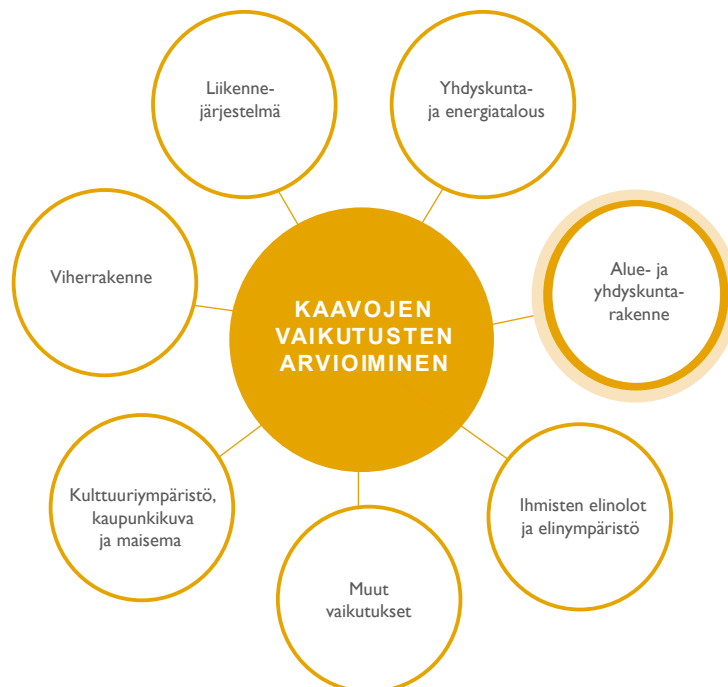 Liikenne-
järjestelmä
Yhdyskunta-
ja energiatalous
Viherrakenne
Alue- ja
yhdyskunta-
rakenne
KAAVOJEN
VAIKUTUSTEN
ARVIOIMINEN
Kulttuuriympäristö,
kaupunkikuva
ja maisema
Ihmisten elinolot
ja elinympäristö
Muut
vaikutukset